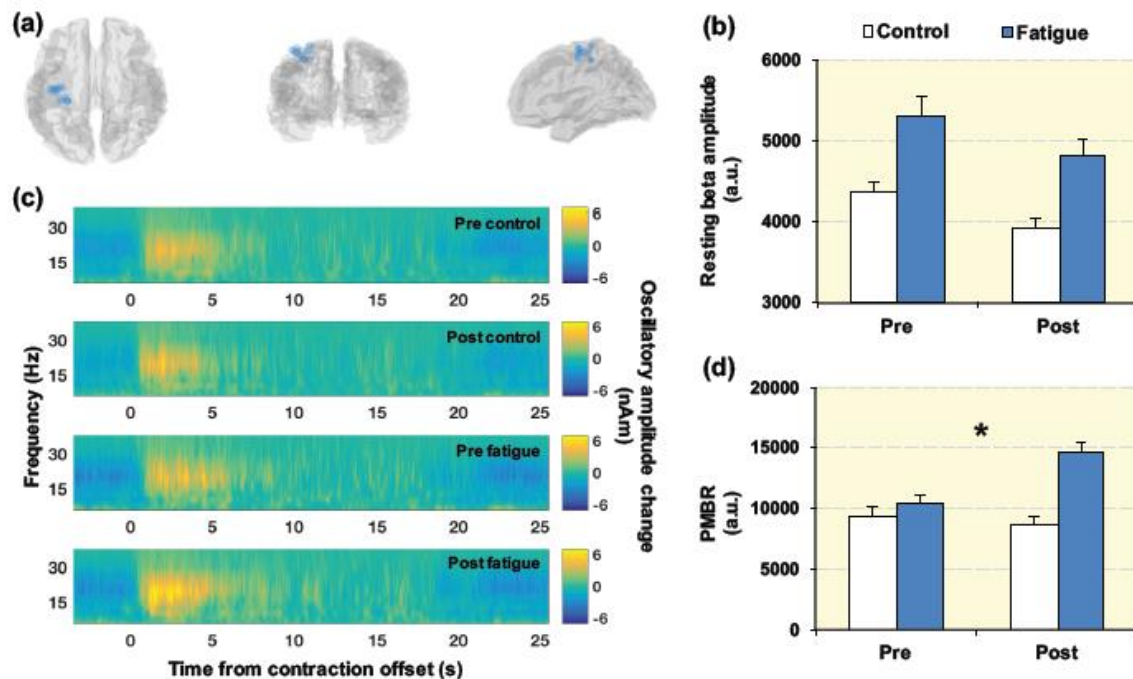 (a)
(b)
Control Fatigue
6000
5000
4000
3000
Resting beta amplitude
(a.u.)
Pre Post
(c)
Pre control
30
15
6
0
-6
0 5 10 15 20 25
Post control
30
15
6
0
-6
0 5 10 15 20 25
Pre fatigue
30
15
6
0
-6
0 5 10 15 20 25
Post fatigue
30
15
6
0
-6
0 5 10 15 20 25
Frequency (Hz)
Time from contraction offset (s)
Oscillatory amplitude change
(nAm)
(d)
20000
15000
10000
5000
0
*
PMBR
(a.u.)
Pre Post